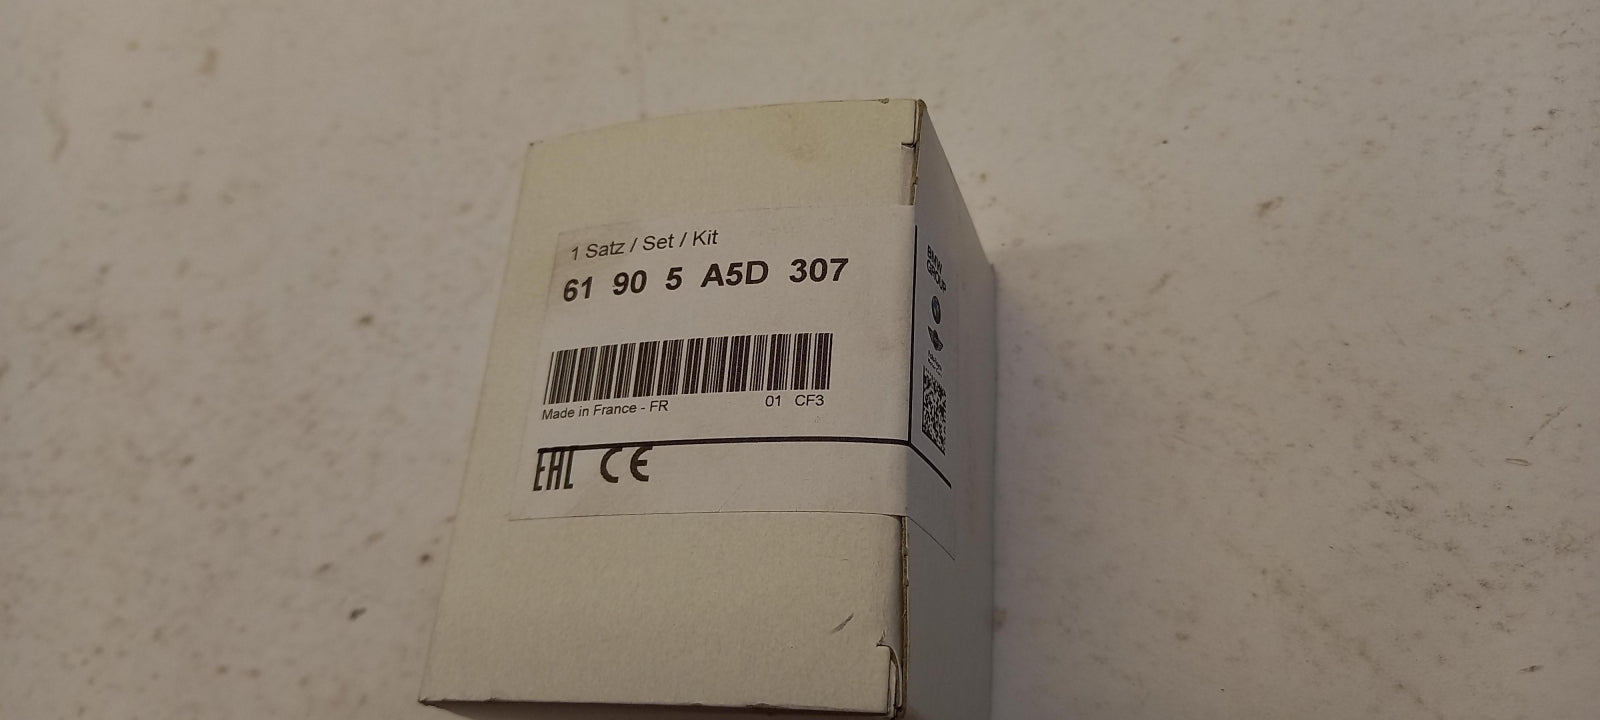 1 Satz / Set / Kit
61 90 5 A5D 307
Made in France - FR 01 CF3
EAC CE
BMW
GROUP